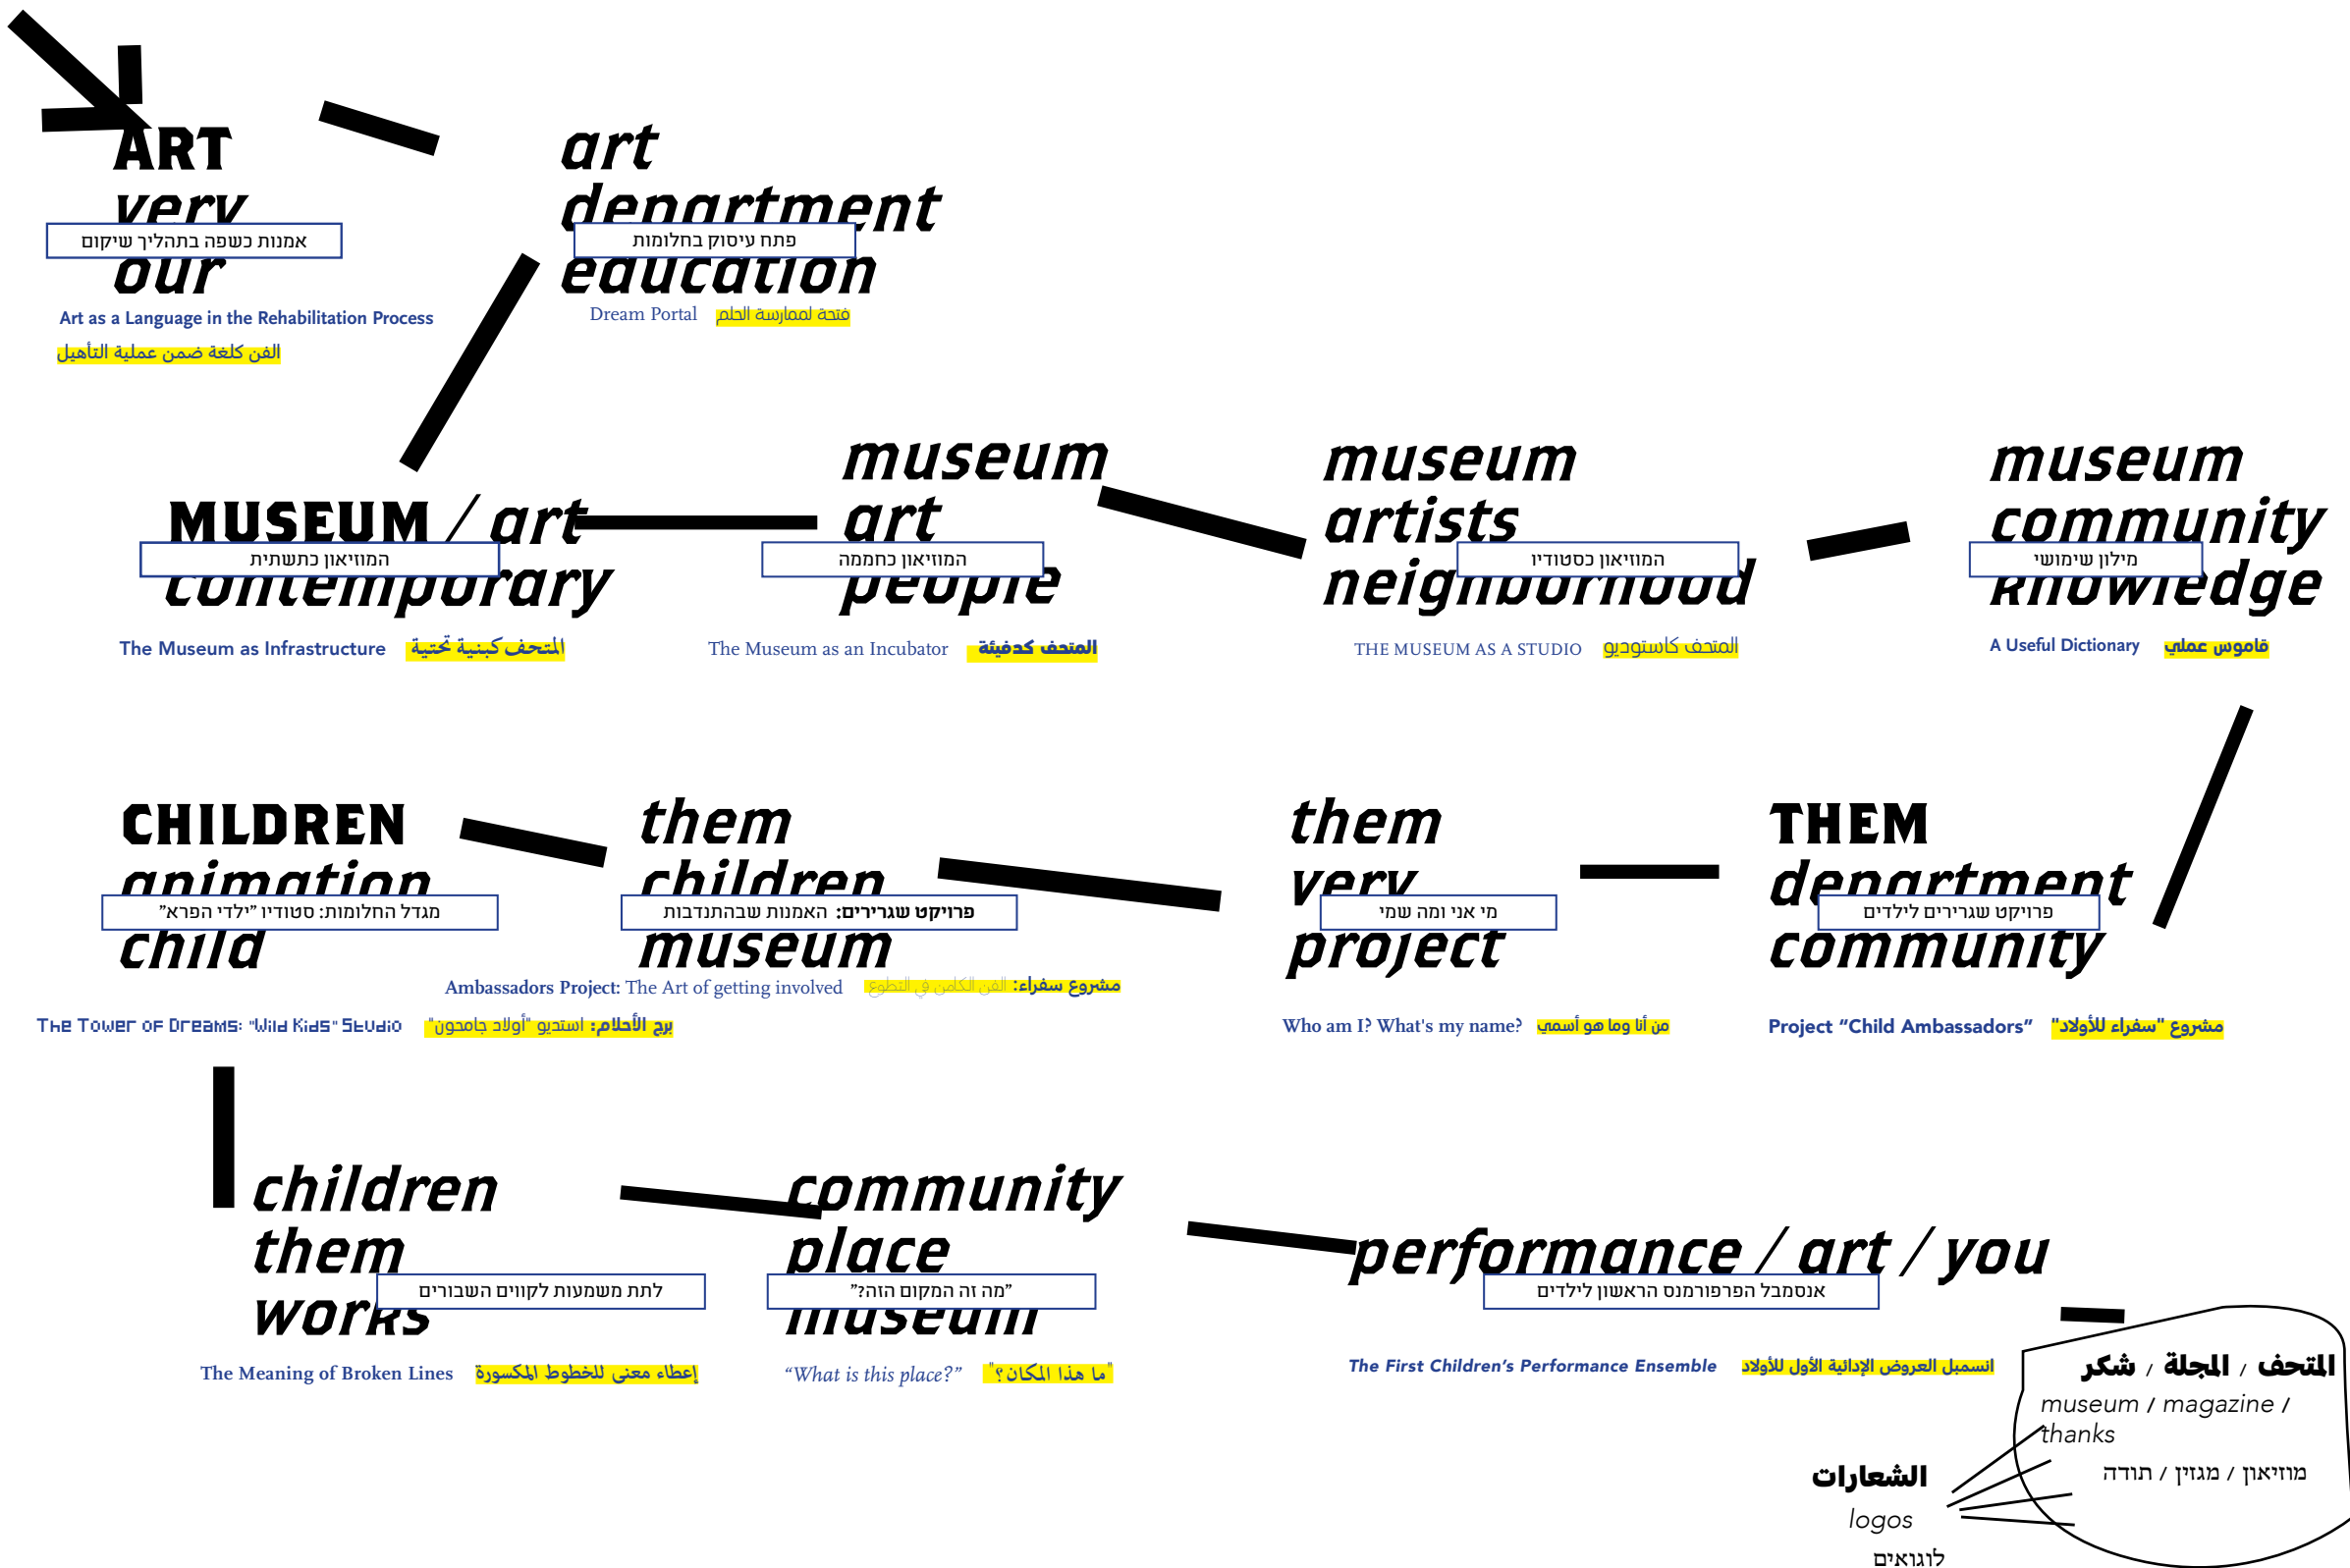 ART
very
אמנות כשפה בתהליך שיקום
our
Art as a Language in the Rehabilitation Process
الفن كلغة ضمن عملية التأهيل
art
department
פתח עיסוק בחלומות
education
Dream Portal فتحة لممارسة الحلم
MUSEUM / art
המוזיאון כתשתית
contemporary
The Museum as Infrastructure المتحف كبنية تحتية
museum
art
המוזיאון כחממה
people
The Museum as an Incubator المتحف كدفيئة
museum
artists
המוזיאון כסטודיו
neighborhood
THE MUSEUM AS A STUDIO المتحف كاستوديو
museum
community
מילון שימושי
knowledge
A Useful Dictionary قاموس عملي
THEM
department
פרויקט שגרירים לילדים
community
Project “Child Ambassadors” مشروع "سفراء للأولاد"
them
very
מי אני ומה שמי
project
Who am I? What's my name? من أنا وما هو أسمي
them
children
פרויקט שגרירים: האמנות שבהתנדבות
museum
Ambassadors Project: The Art of getting involved مشروع سفراء: الفن الكامن في التطوع
CHILDREN
animation
מגדל החלומות: סטודיו ״ילדי הפרא״
child
The Tower of Dreams: "Wild Kids" Studio برج الأحلام: استديو "أولاد جامحون"
children
them
לתת משמעות לקווים השבורים
works
The Meaning of Broken Lines إعطاء معنى للخطوط المكسورة
community
place
״מה זה המקום הזה?״
museum
“What is this place?” "ما هذا المكان؟"
performance / art / you
אנסמבל הפרפורמנס הראשון לילדים
The First Children’s Performance Ensemble انسمبل العروض الإدائية الأول للأولاد
المتحف / المجلة / شكر
museum / magazine /
thanks
מוזיאון / מגזין / תודה
الشعارات
logos
לוגואים